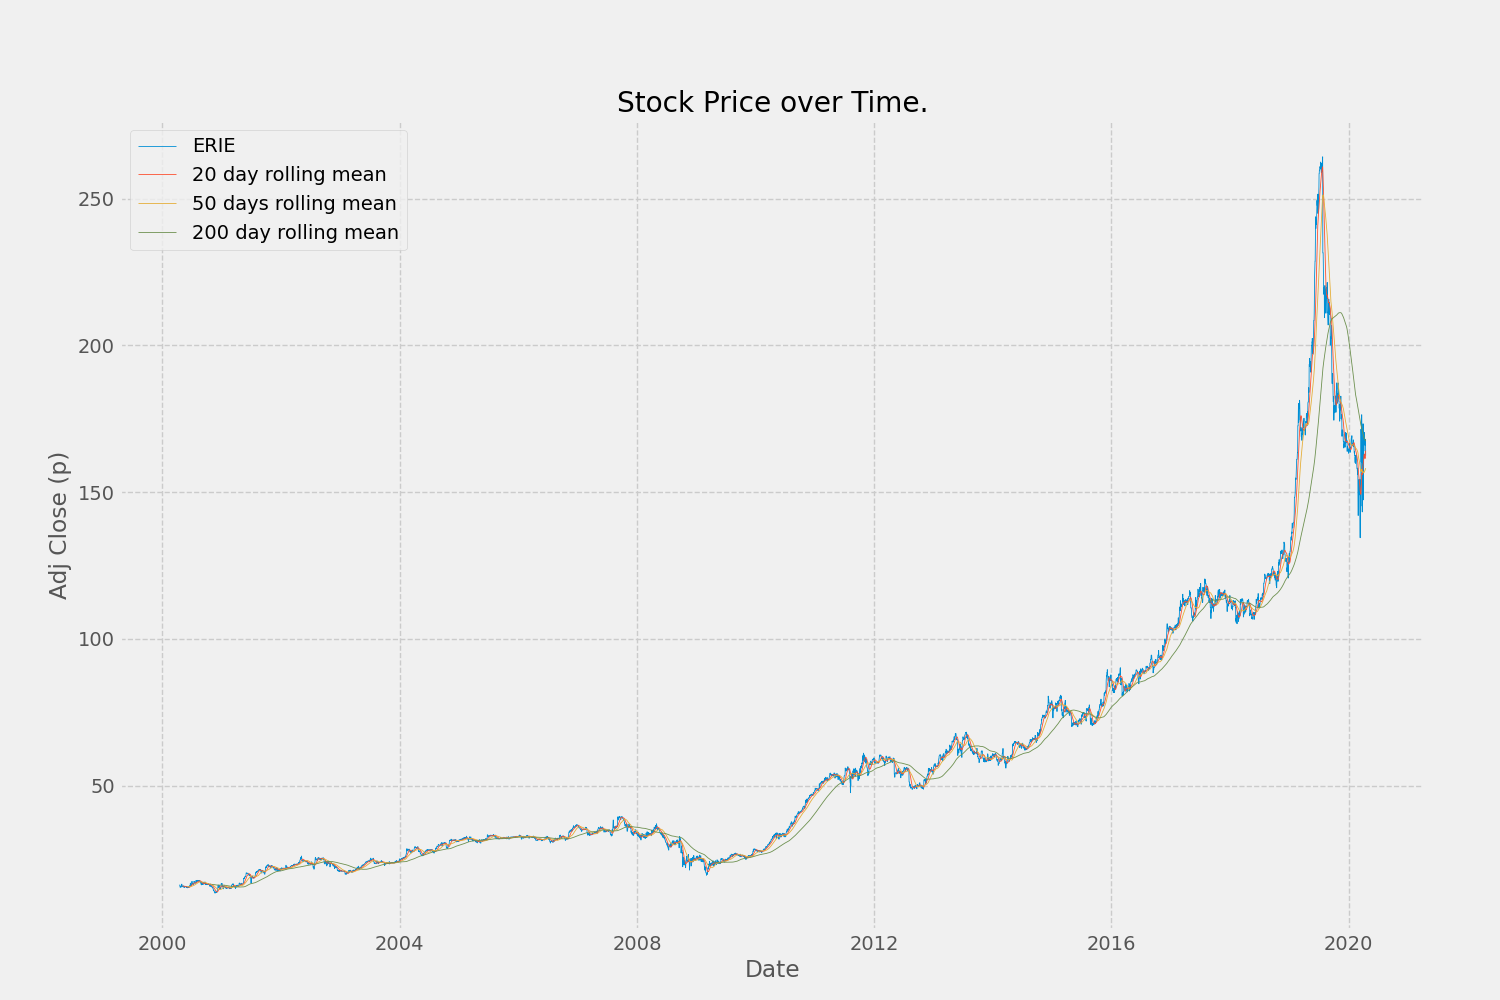 Stock Price over Time.
ERIE
20 day rolling mean
50 days rolling mean
200 day rolling mean
250
200
150
100
50
Adj Close (p)
2000 2004 2008 2012 2016 2020
Date